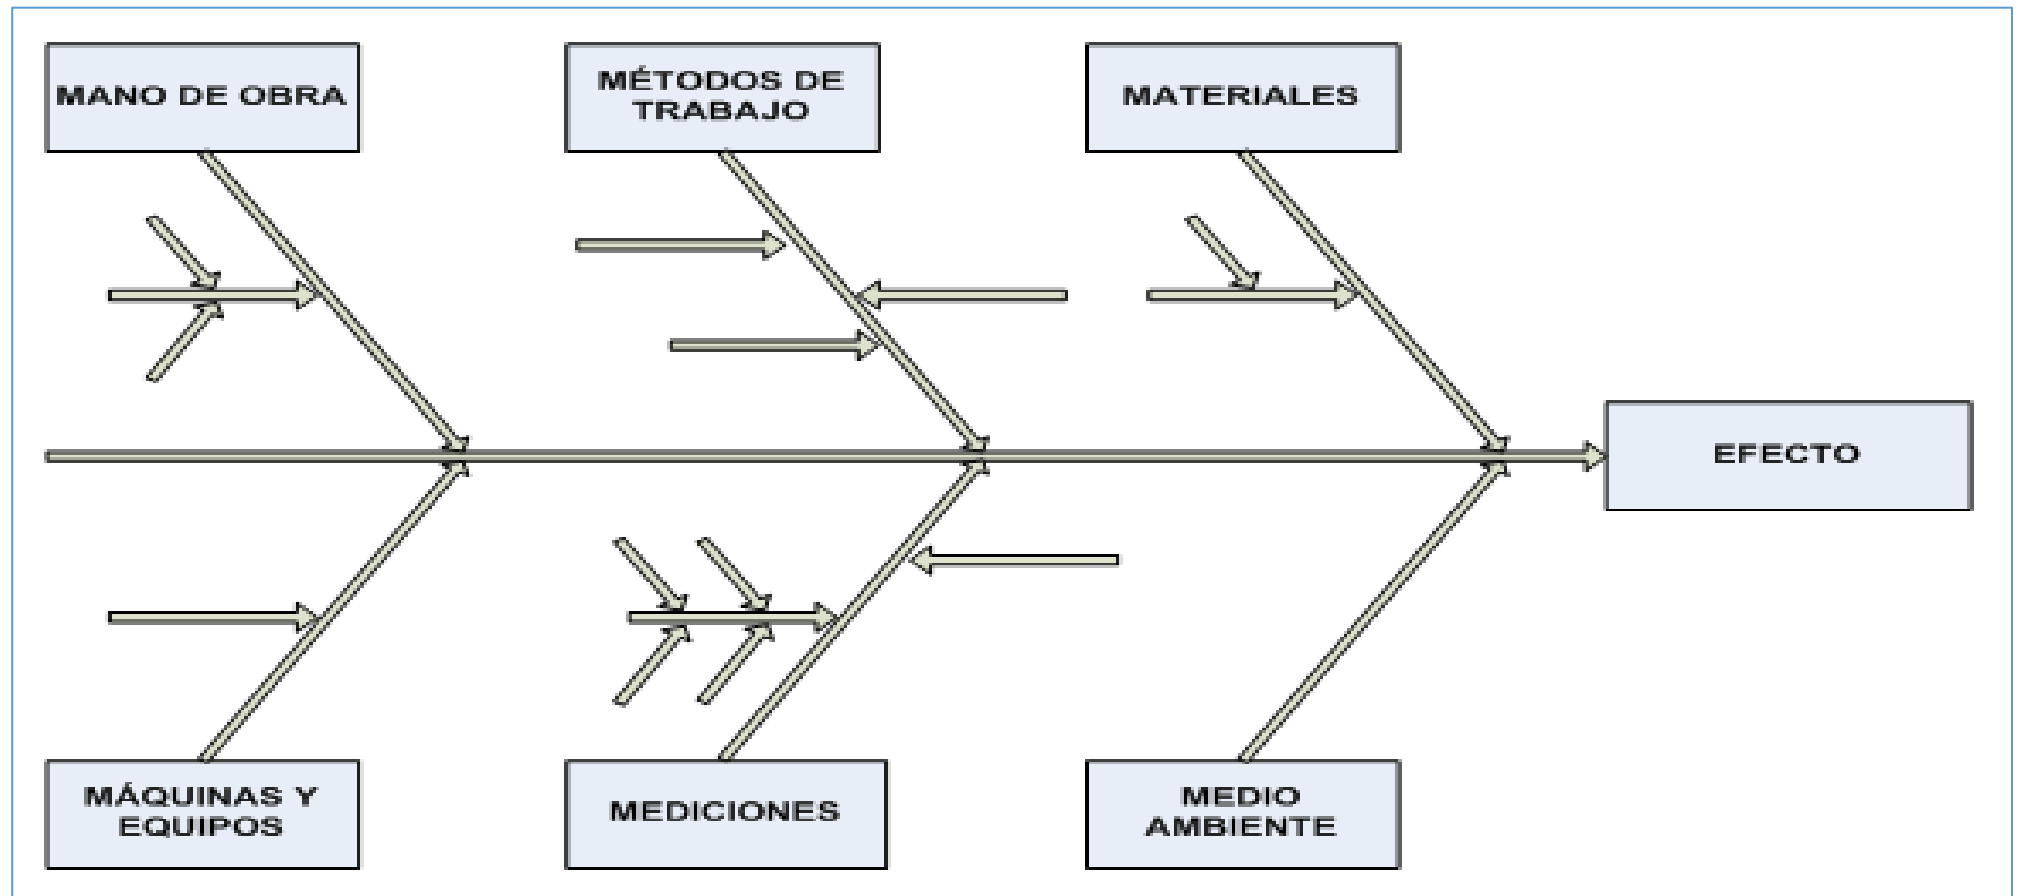 MANO DE OBRA
MÉTODOS DE
TRABAJO
MATERIALES
EFECTO
MÁQUINAS Y
EQUIPOS
MEDICIONES
MEDIO
AMBIENTE